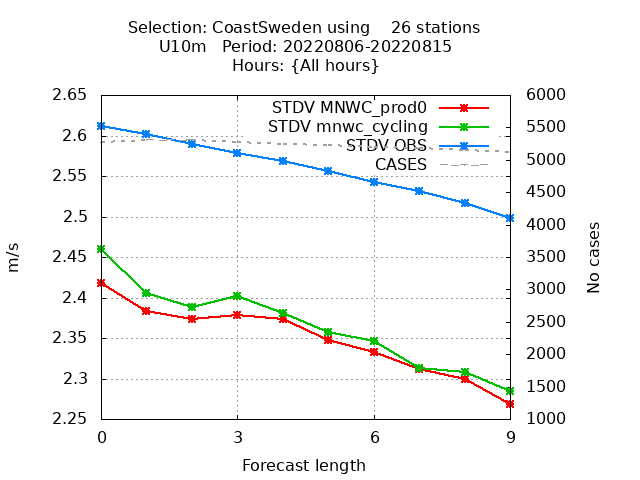 Selection: CoastSweden using 26 stations
U10m Period: 20220806-20220815
Hours: {All hours}
2.65 6000
STDV MNWC_prod0
2.6 STDV mnwc_cycling 5500
STDV OBS
CASES 5000
2.55 4500
2.5 4000
2.45 3500
2.4 3000
2.35 2500
2000
2.3 1500
2.25 1000
m/s
No cases
0 3 6 9
Forecast length